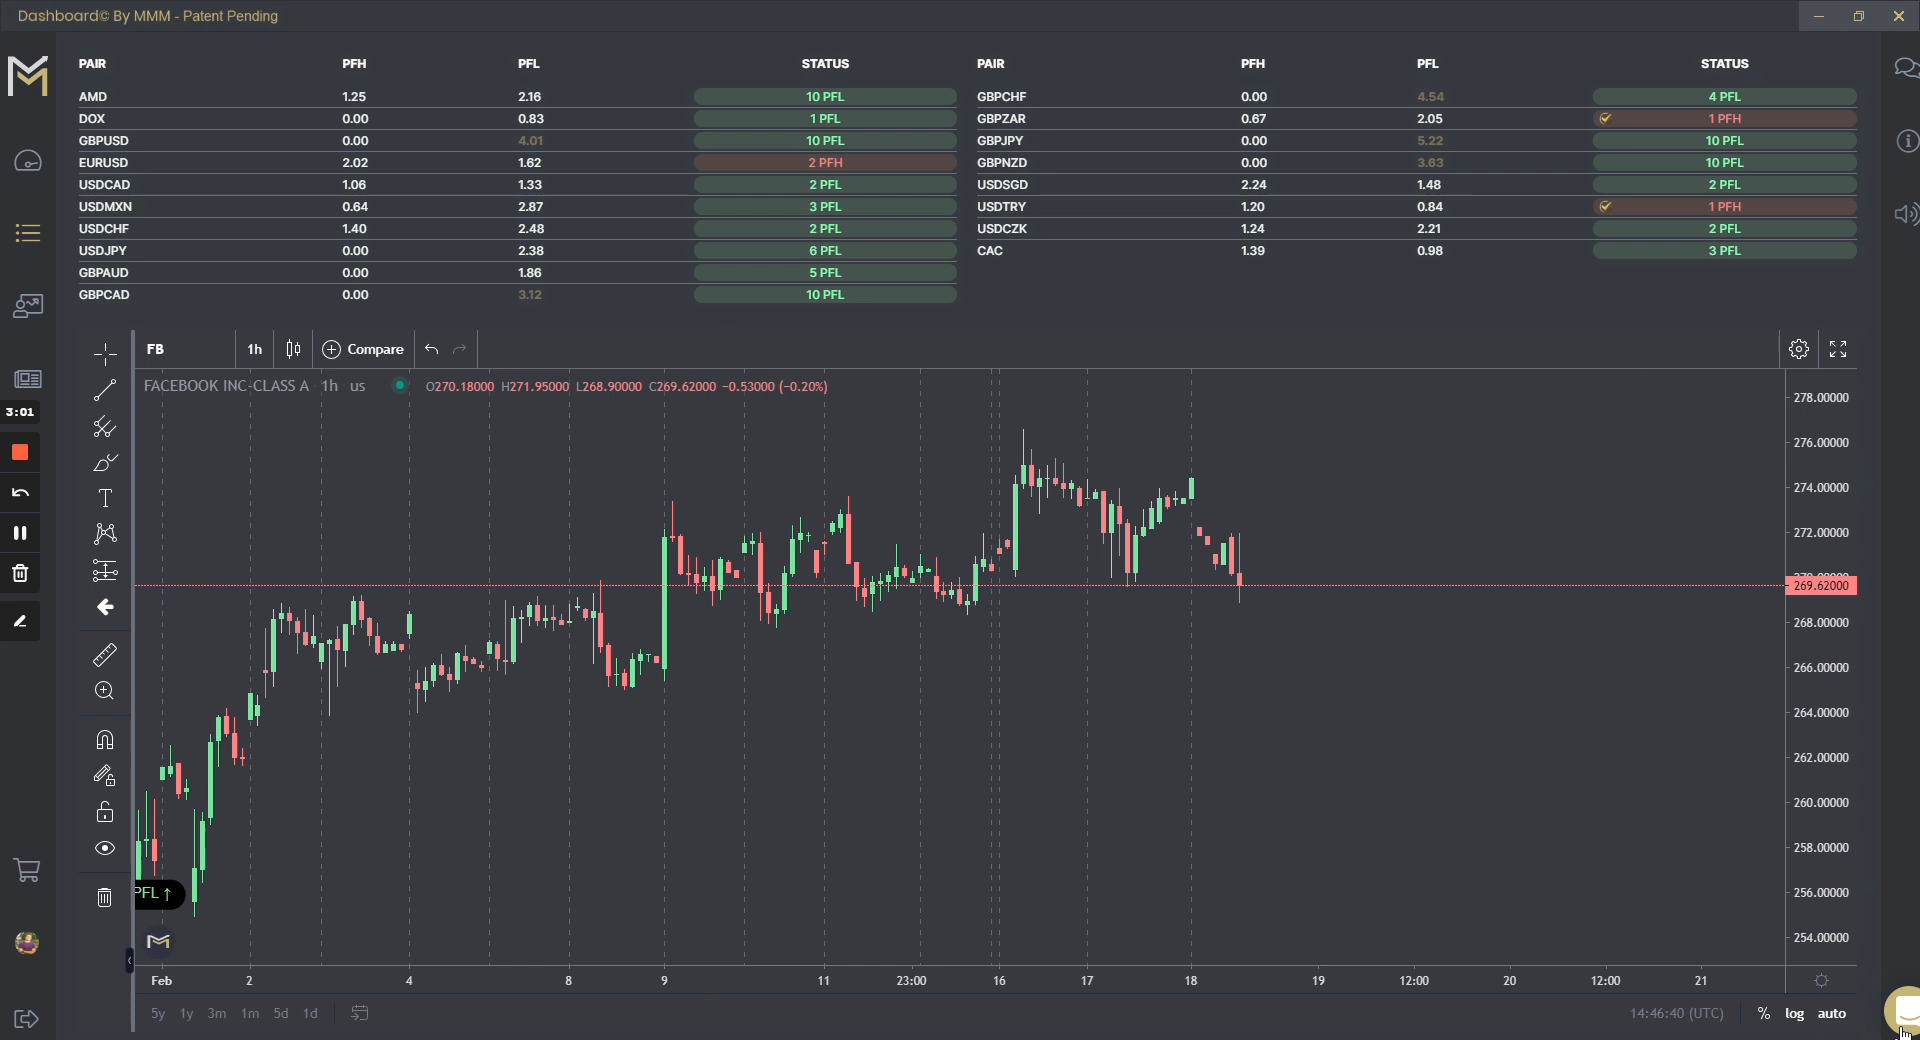 Dashboard© By MMM - Patent Pending
PAIR PFH PFL STATUS PAIR PFH PFL STATUS
AMD 1.25 2.16 10 PFL GBPCHF 0.00 4.54 4 PFL
DOX 0.00 0.83 1 PFL GBPZAR 0.67 2.05 1 PFH
GBPUSD 0.00 4.01 10 PFL GBPJPY 0.00 5.22 10 PFL
EURUSD 2.02 1.62 2 PFH GBPNZD 0.00 3.63 10 PFL
USDCAD 1.06 1.33 2 PFL USDSGD 2.24 1.48 2 PFL
USDMXN 0.64 2.87 3 PFL USDTRY 1.20 0.84 1 PFH
USDCHF 1.40 2.48 2 PFL USDCZK 1.24 2.21 2 PFL
USDJPY 0.00 2.38 6 PFL CAC 1.39 0.98 3 PFL
GBPAUD 0.00 1.86 5 PFL
GBPCAD 0.00 3.12 10 PFL
FB 1h Compare
FACEBOOK INC-CLASS A 1h us O270.18000 H271.95000 L268.90000 C269.62000 −0.53000 (−0.20%)
278.00000
3:01
276.00000
274.00000
272.00000
269.62000
268.00000
266.00000
264.00000
262.00000
260.00000
258.00000
256.00000
PFL ↑
254.00000
Feb 2 4 8 9 11 23:00 16 17 18 19 12:00 20 12:00 21
5y 1y 3m 1m 5d 1d 14:46:40 (UTC) % log auto